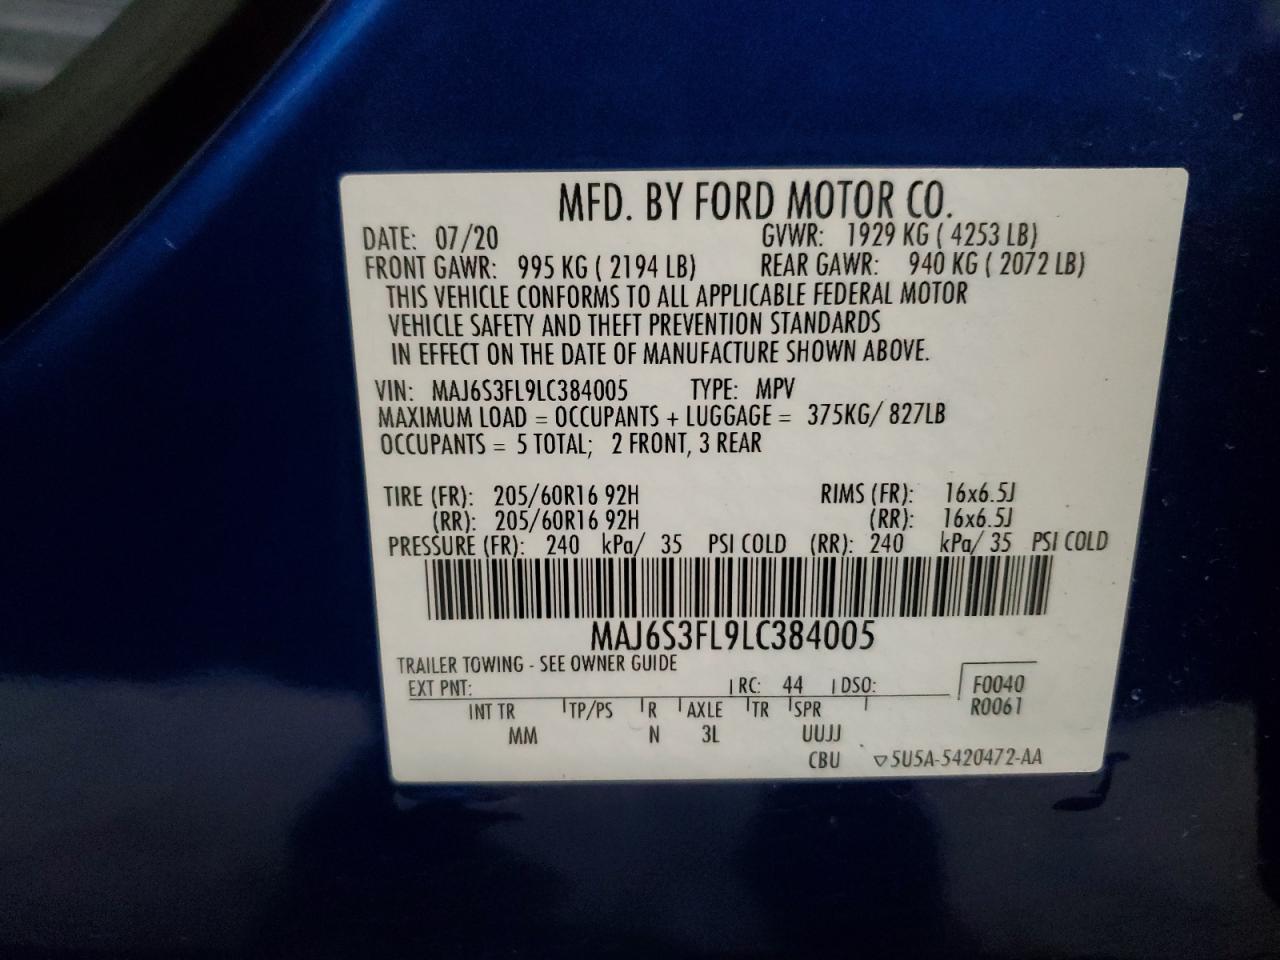 MFD. BY FORD MOTOR CO.
DATE: 07/20 GVWR: 1929 KG ( 4253 LB)
FRONT GAWR: 995 KG ( 2194 LB) REAR GAWR: 940 KG ( 2072 LB)
THIS VEHICLE CONFORMS TO ALL APPLICABLE FEDERAL MOTOR
VEHICLE SAFETY AND THEFT PREVENTION STANDARDS
IN EFFECT ON THE DATE OF MANUFACTURE SHOWN ABOVE.
VIN: MAJ6S3FL9LC384005 TYPE: MPV
MAXIMUM LOAD = OCCUPANTS + LUGGAGE = 375KG/ 827LB
OCCUPANTS = 5 TOTAL; 2 FRONT, 3 REAR
TIRE (FR): 205/60R16 92H RIMS (FR): 16x6.5J
(RR): 205/60R16 92H (RR): 16x6.5J
PRESSURE (FR): 240 kPa/ 35 PSI COLD (RR): 240 kPa/ 35 PSI COLD
MAJ6S3FL9LC384005
TRAILER TOWING - SEE OWNER GUIDE
EXT PNT: RC: 44 DSO: F0040
INT TR TP/PS R AXLE TR SPR R0061
MM N 3L UUJJ
CBU ▽5U5A-5420472-AA